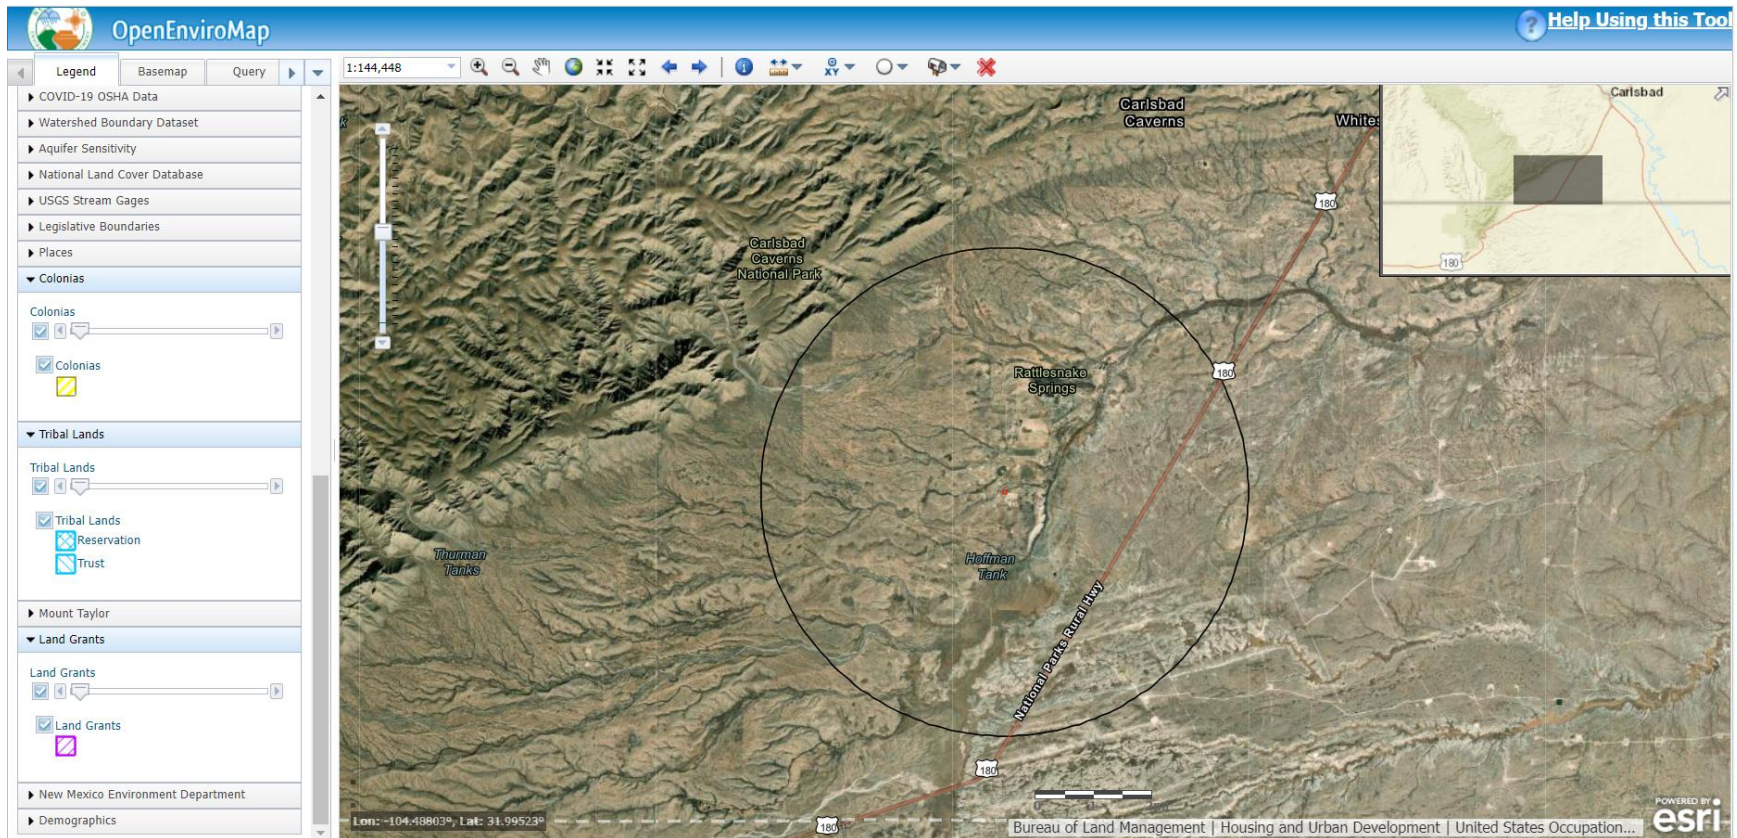 OpenEnviroMap
Help Using this Tool
Legend
Basemap
Query
1:144,448
XY
COVID-19 OSHA Data
Watershed Boundary Dataset
Aquifer Sensitivity
National Land Cover Database
USGS Stream Gages
Legislative Boundaries
Places
Colonias
Colonias
Colonias
Tribal Lands
Tribal Lands
Tribal Lands
Reservation
Trust
Mount Taylor
Land Grants
Land Grants
Land Grants
New Mexico Environment Department
Demographics
Carlsbad
Caverns
Whites
Carlsbad
180
180
Carlsbad
Caverns
National Park
Rattlesnake
Springs
180
Thurman
Tanks
Hoffman
Tank
National Parks Rural Hwy
180
180
Lon: -104.48803°, Lat: 31.99523°
Bureau of Land Management | Housing and Urban Development | United States Occupation...
POWERED BY
esri